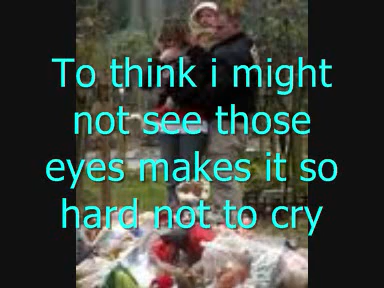 To think i might
not see those
eyes makes it so
hard not to cry